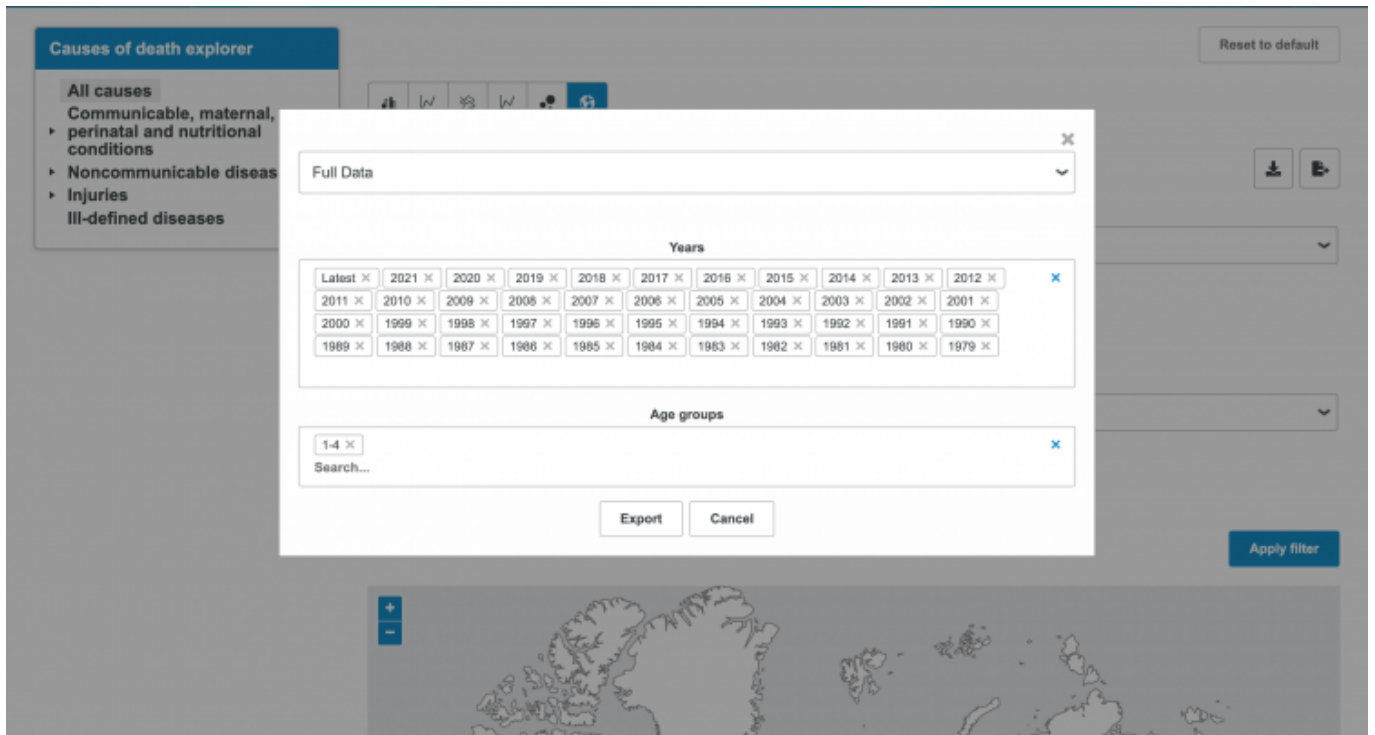 Causes of death explorer
Reset to default
All causes
Communicable, maternal,
perinatal and nutritional
conditions
Noncommunicable diseas
Injuries
Ill-defined diseases
Full Data
Years
Latest × 2021 × 2020 × 2019 × 2018 × 2017 × 2016 × 2015 × 2014 × 2013 × 2012 ×
2011 × 2010 × 2009 × 2008 × 2007 × 2006 × 2005 × 2004 × 2003 × 2002 × 2001 ×
2000 × 1999 × 1998 × 1997 × 1996 × 1995 × 1994 × 1993 × 1992 × 1991 × 1990 ×
1989 × 1988 × 1987 × 1986 × 1985 × 1984 × 1983 × 1982 × 1981 × 1980 × 1979 ×
Age groups
1-4 ×
Search...
Export Cancel
Apply filter
+
−